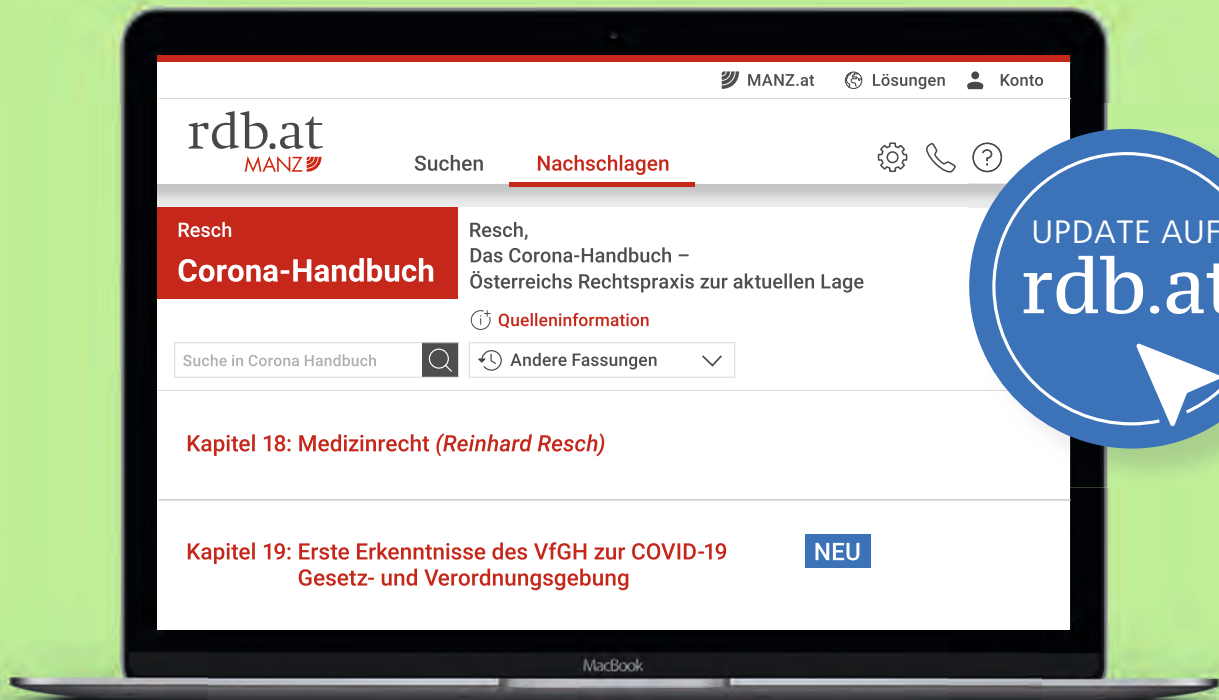 MANZ.at Lösungen Konto
rdb.at
MANZ
Suchen Nachschlagen
Resch
Corona-Handbuch
Resch,
Das Corona-Handbuch –
Österreichs Rechtspraxis zur aktuellen Lage
Quelleninformation
Suche in Corona Handbuch
Andere Fassungen
UPDATE AUF
rdb.at
Kapitel 18: Medizinrecht (Reinhard Resch)
Kapitel 19: Erste Erkenntnisse des VfGH zur COVID-19
Gesetz- und Verordnungsgebung
NEU
MacBook